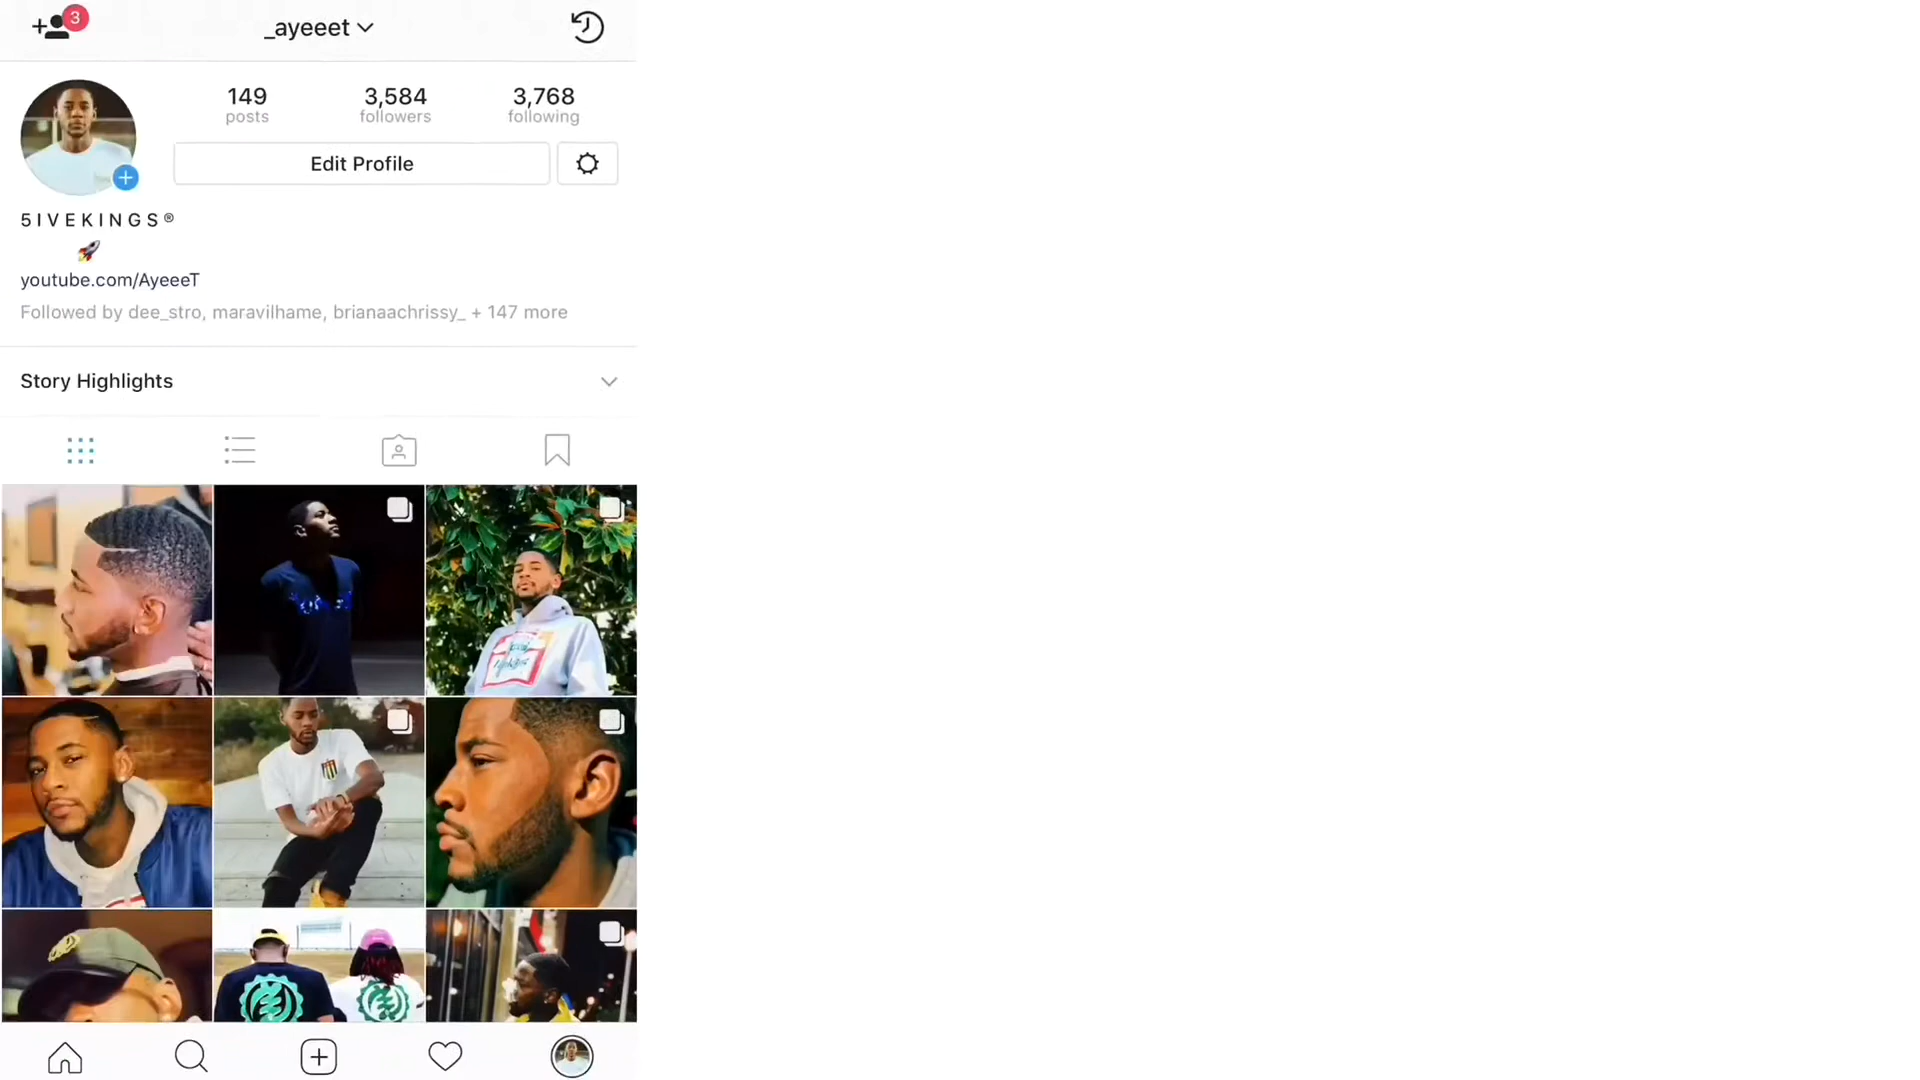 3
_ayeeet
149
3,584
3,768
posts
followers
following
Edit Profile
5IVEKINGS®
🚀
youtube.com/AyeeeT
Followed by dee_stro, maravilhame, brianaachrissy_ + 147 more
Story Highlights